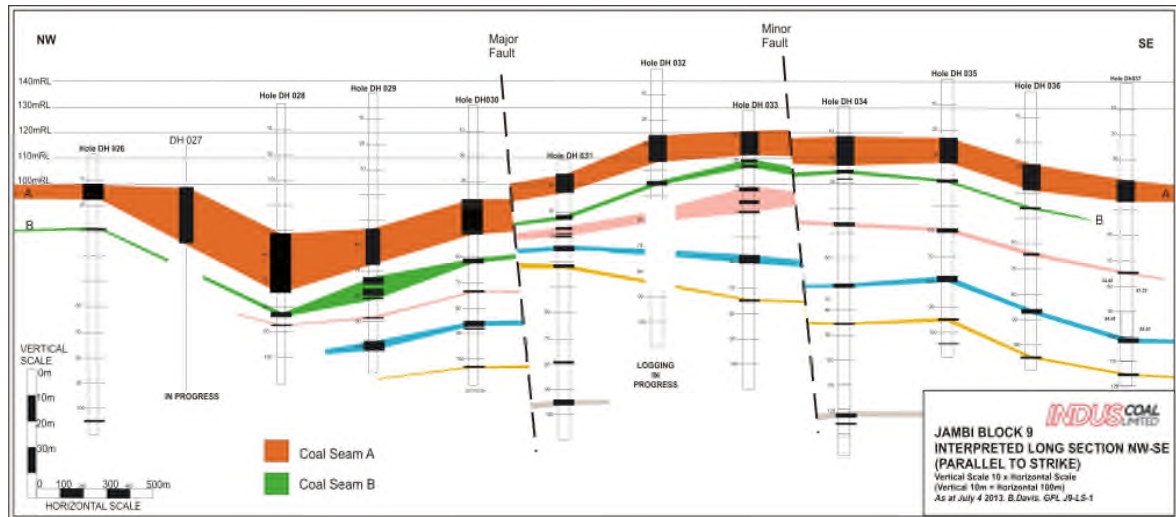 NW
SE
Major
Fault
Minor
Fault
140mRL
130mRL
120mRL
110mRL
100mRL
Hole DH 026
DH 027
Hole DH 028
Hole DH 029
Hole DH030
Hole DH 031
Hole DH 032
Hole DH 033
Hole DH 034
Hole DH 035
Hole DH 036
Hole DH037
A
B
A
B
IN PROGRESS
LOGGING
IN
PROGRESS
VERTICAL
SCALE
0m
10m
20m
30m
0 100 300 500m
HORIZONTAL SCALE
Coal Seam A
Coal Seam B
INDUS COAL
LIMITED
JAMBI BLOCK 9
INTERPRETED LONG SECTION NW-SE
(PARALLEL TO STRIKE)
Vertical Scale 10 x Horizontal Scale
(Vertical 10m = Horizontal 100m)
As at July 4 2013. B.Davis. GPL J9-LS-1